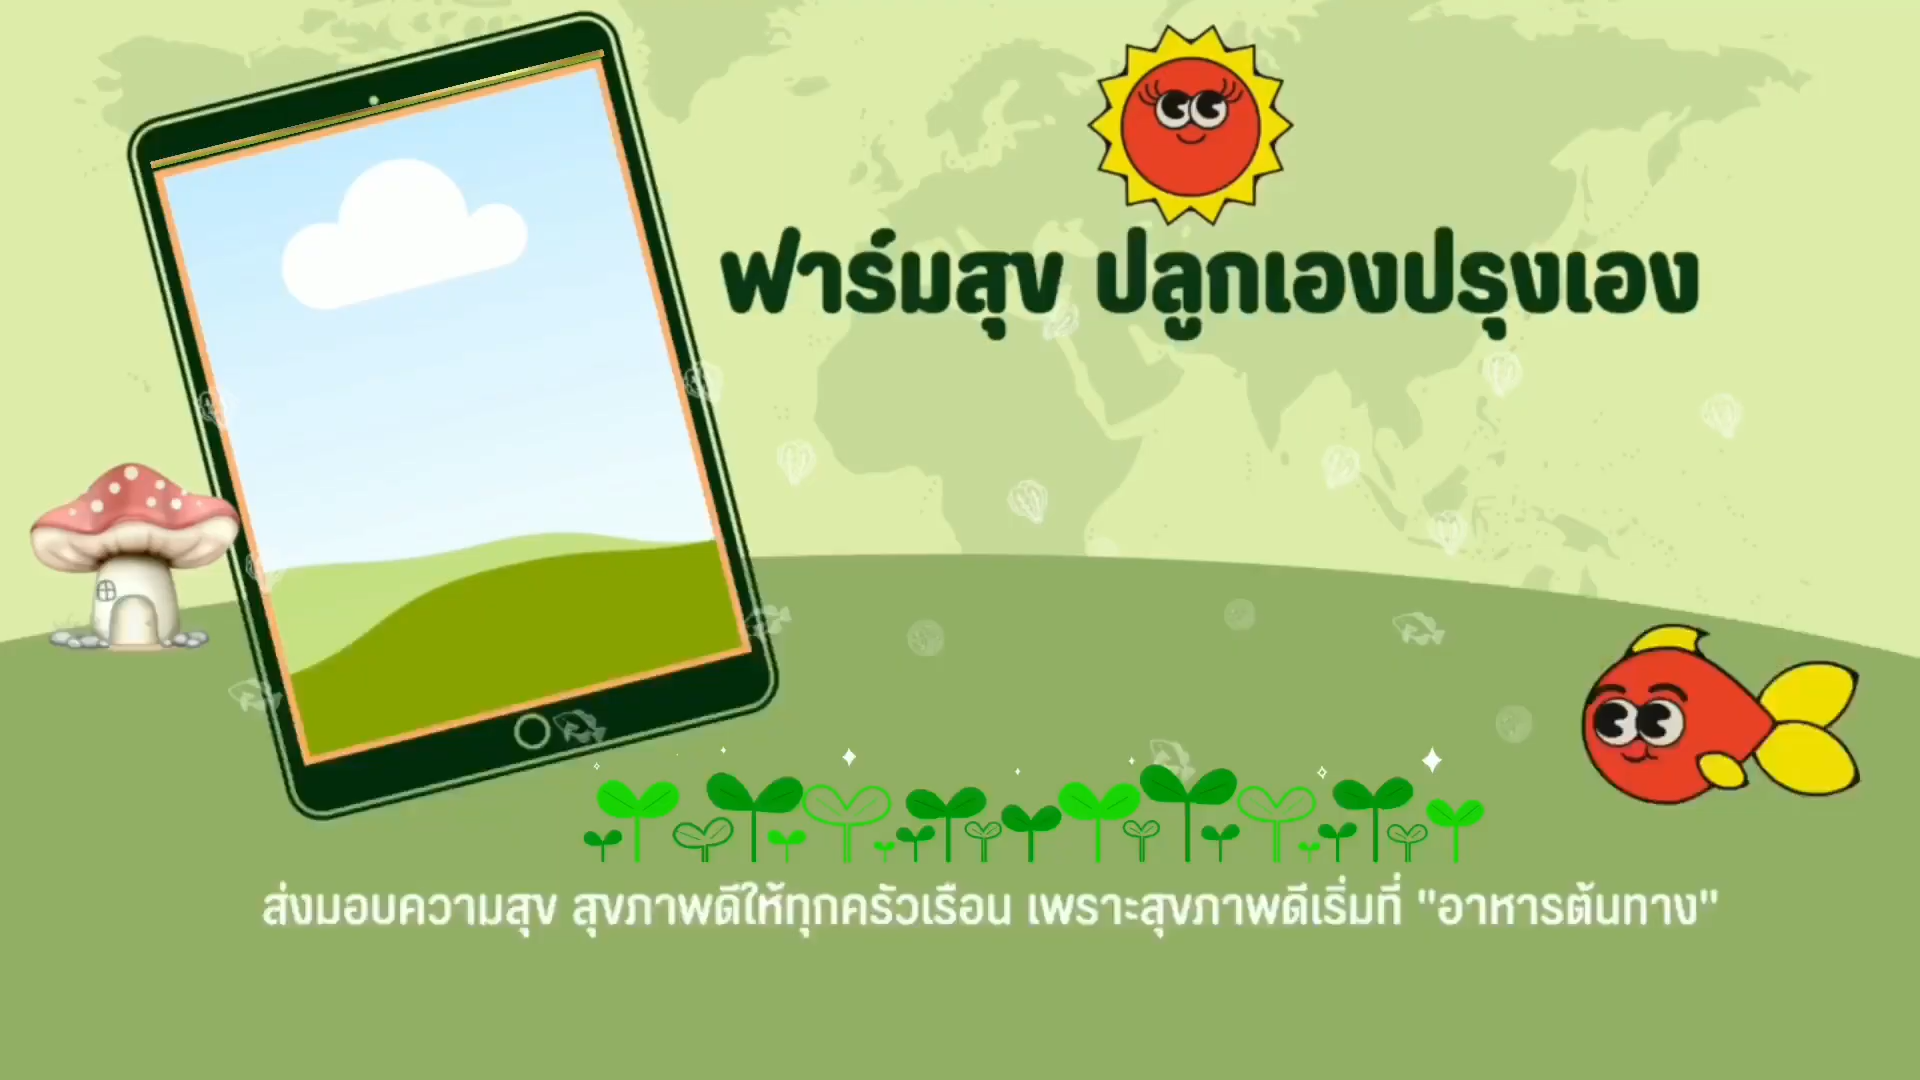 ฟาร์มสุข ปลูกเองปรุงเอง
ส่งมอบความสุข สุขภาพดีให้ทุกครัวเรือน เพราะสุขภาพดีเริ่มที่ "อาหารต้นทาง"